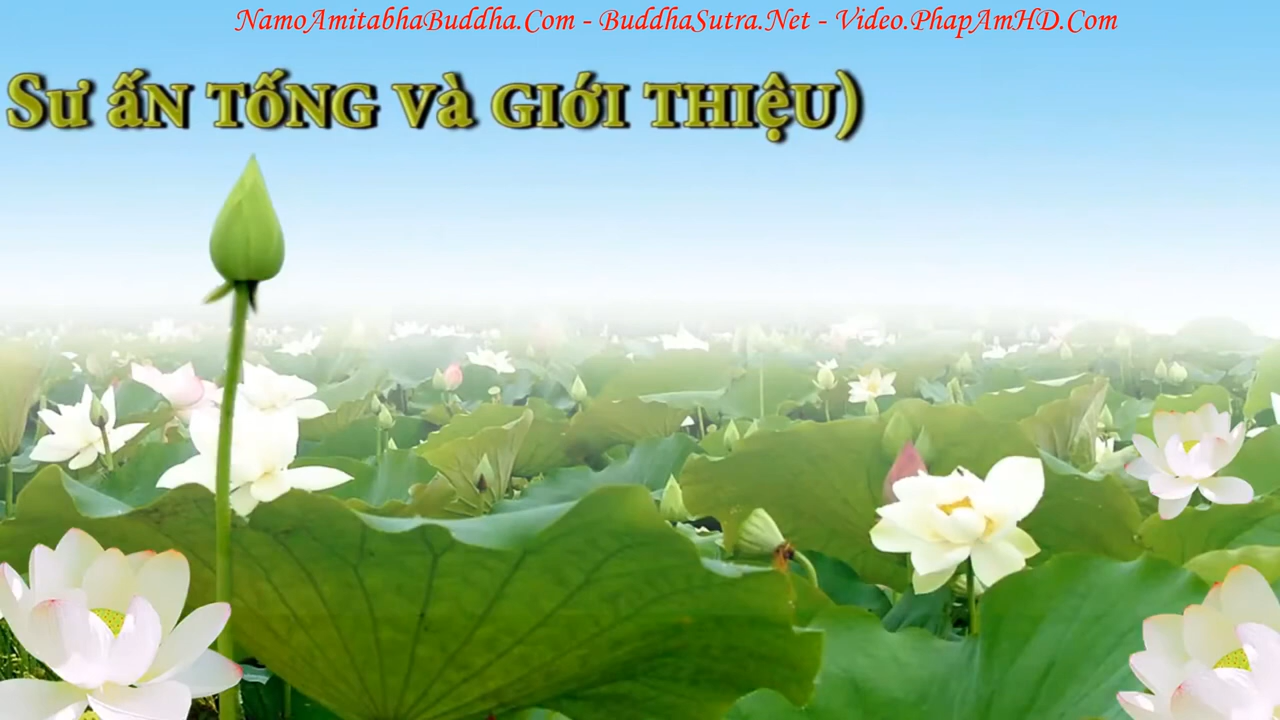 NamoAmitabhaBuddha.Com - BuddhaSutra.Net - Video.PhapAmHD.Com
Sư ấn Tống và Giới Thiệu)